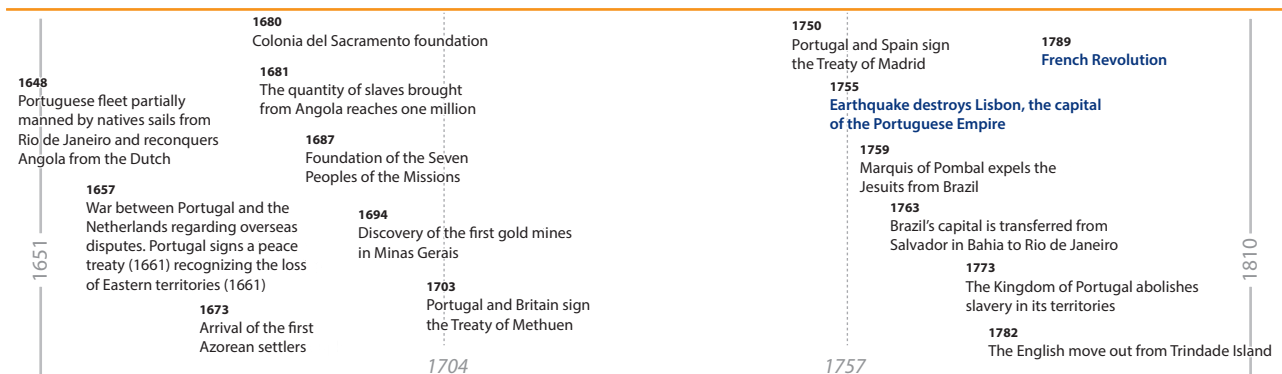 1648
Portuguese fleet partially
manned by natives sails from
Rio de Janeiro and reconquers
Angola from the Dutch
1651
1657
War between Portugal and the
Netherlands regarding overseas
disputes. Portugal signs a peace
treaty (1661) recognizing the loss
of Eastern territories (1661)
1673
Arrival of the first
Azorean settlers
1680
Colonia del Sacramento foundation
1681
The quantity of slaves brought
from Angola reaches one million
1687
Foundation of the Seven
Peoples of the Missions
1694
Discovery of the first gold mines
in Minas Gerais
1703
Portugal and Britain sign
the Treaty of Methuen
1704
1750
Portugal and Spain sign
the Treaty of Madrid
1755
Earthquake destroys Lisbon, the capital
of the Portuguese Empire
1757
1759
Marquis of Pombal expels the
Jesuits from Brazil
1763
Brazil’s capital is transferred from
Salvador in Bahia to Rio de Janeiro
1773
The Kingdom of Portugal abolishes
slavery in its territories
1782
The English move out from Trindade Island
1789
French Revolution
1810